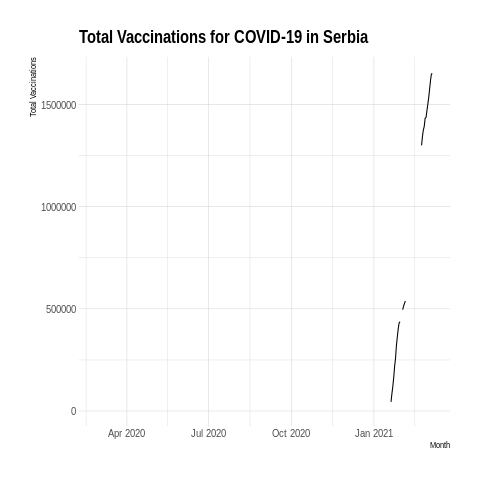 Total Vaccinations for COVID-19 in Serbia
Total Vaccinations
1500000
1000000
500000
0
Apr 2020 Jul 2020 Oct 2020 Jan 2021
Month